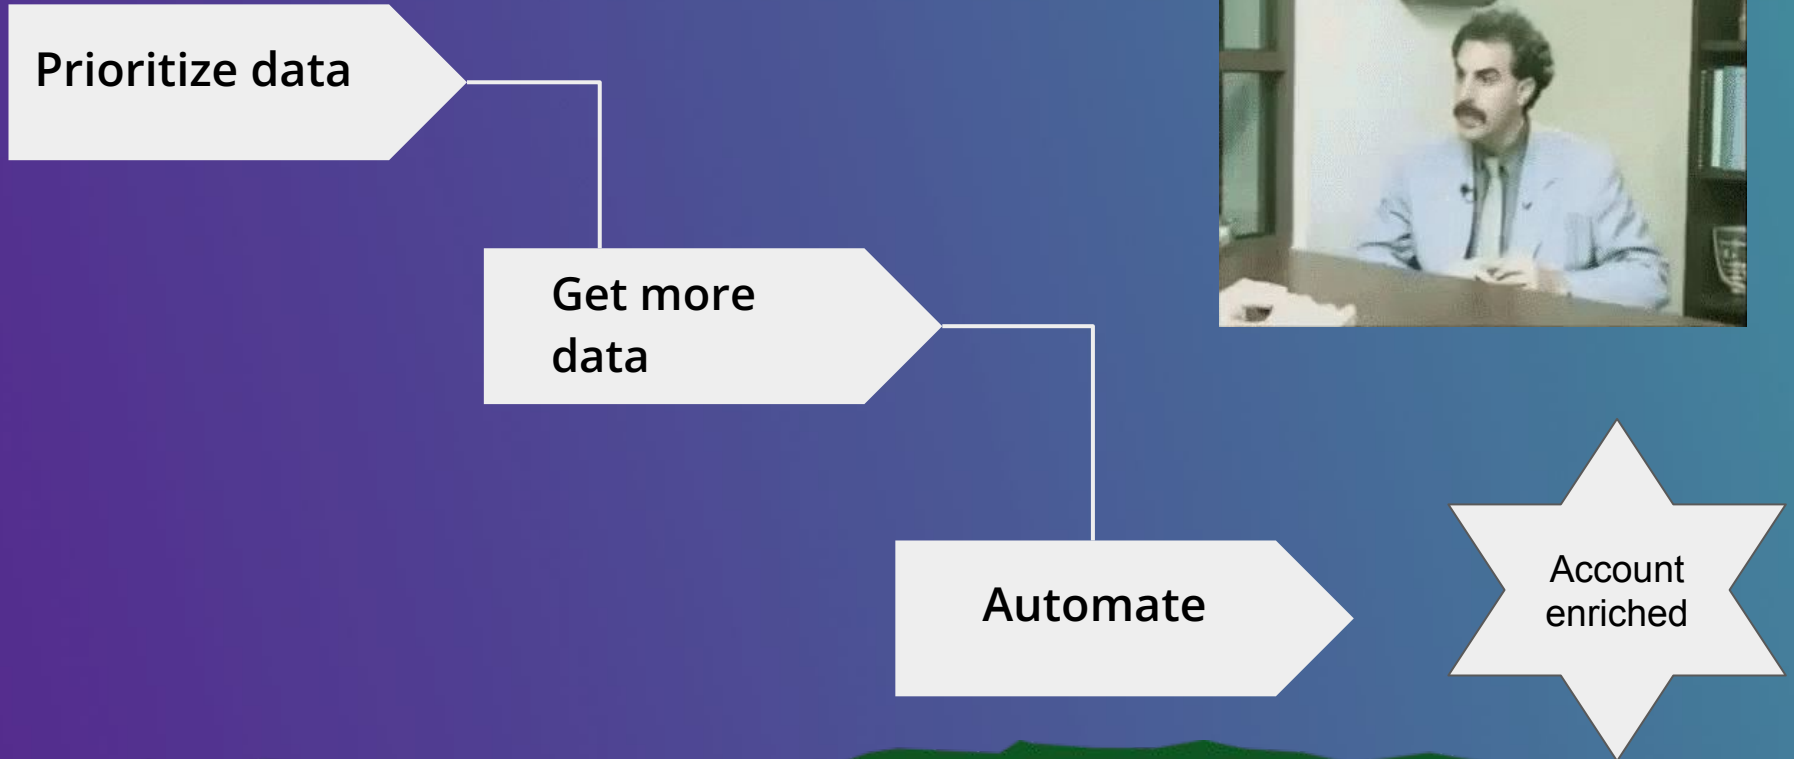 Prioritize data
Get more
data
Automate
Account
enriched